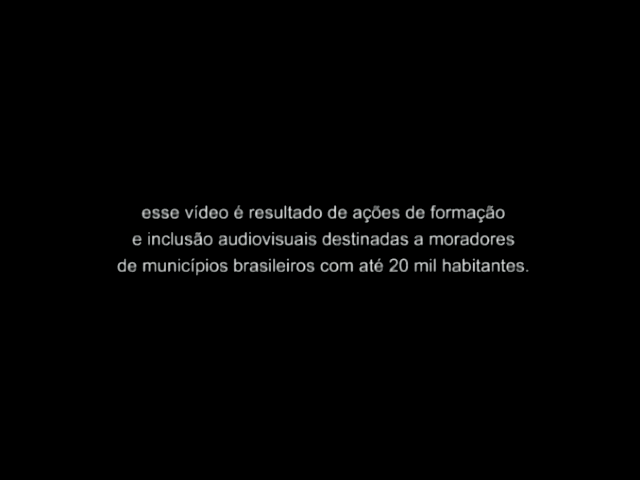 esse vídeo é resultado de ações de formação
e inclusão audiovisuais destinadas a moradores
de municípios brasileiros com até 20 mil habitantes.